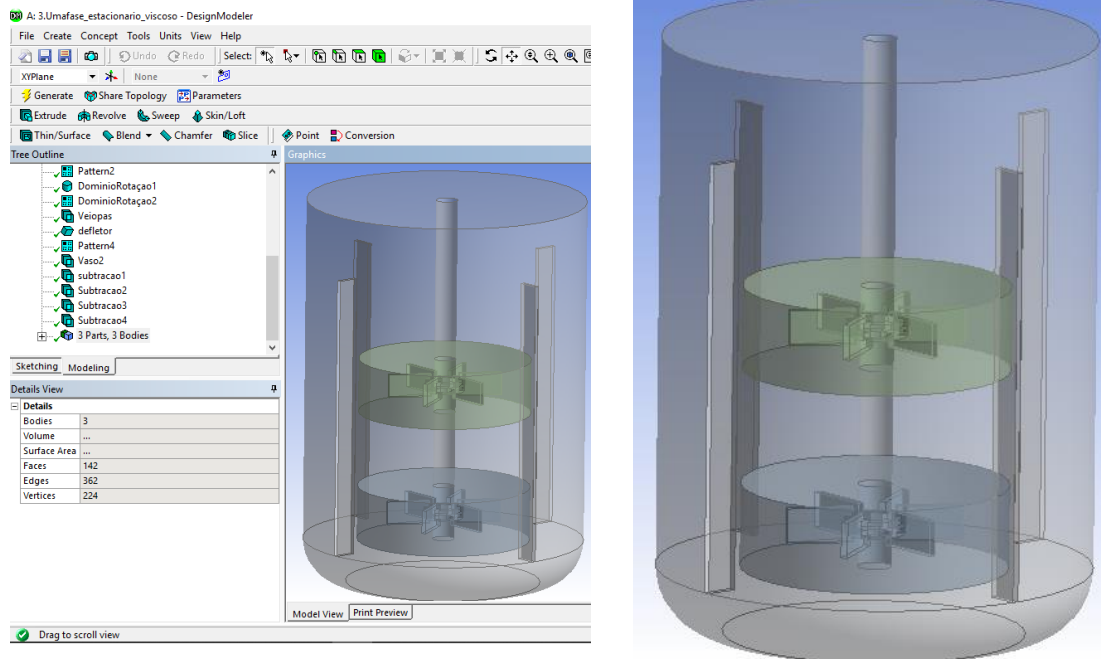 A: 3.Umafase_estacionario_viscoso - DesignModeler
File Create Concept Tools Units View Help
Undo Redo Select:
XYPlane None
Generate Share Topology Parameters
Extrude Revolve Sweep Skin/Loft
Thin/Surface Blend Chamfer Slice Point Conversion
Tree Outline
Graphics
Pattern2
DominioRotaçao1
DominioRotaçao2
Veiopas
defletor
Pattern4
Vaso2
subtracao1
Subtracao2
Subtracao3
Subtracao4
3 Parts, 3 Bodies
Sketching Modeling
Details View
Details
Bodies 3
Volume ...
Surface Area ...
Faces 142
Edges 362
Vertices 224
Model View Print Preview
Drag to scroll view